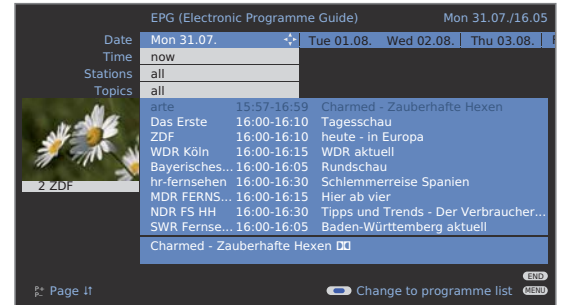 EPG (Electronic Programme Guide) Mon 31.07./16.05
Date Mon 31.07. Tue 01.08. Wed 02.08. Thu 03.08.
Time now
Stations all
Topics all
arte 15:57-16:59 Charmed - Zauberhafte Hexen
Das Erste 16:00-16:10 Tagesschau
ZDF 16:00-16:10 heute - in Europa
WDR Köln 16:00-16:15 WDR aktuell
Bayerisches... 16:00-16:05 Rundschau
hr-fernsehen 16:00-16:30 Schlemmerreise Spanien
MDR FERNS... 16:00-16:15 Hier ab vier
NDR FS HH 16:00-16:30 Tipps und Trends - Der Verbraucher...
SWR Fernse... 16:00-16:05 Baden-Württemberg aktuell
2 ZDF
Charmed - Zauberhafte Hexen
END
P+ P- Page Change to programme list MENU